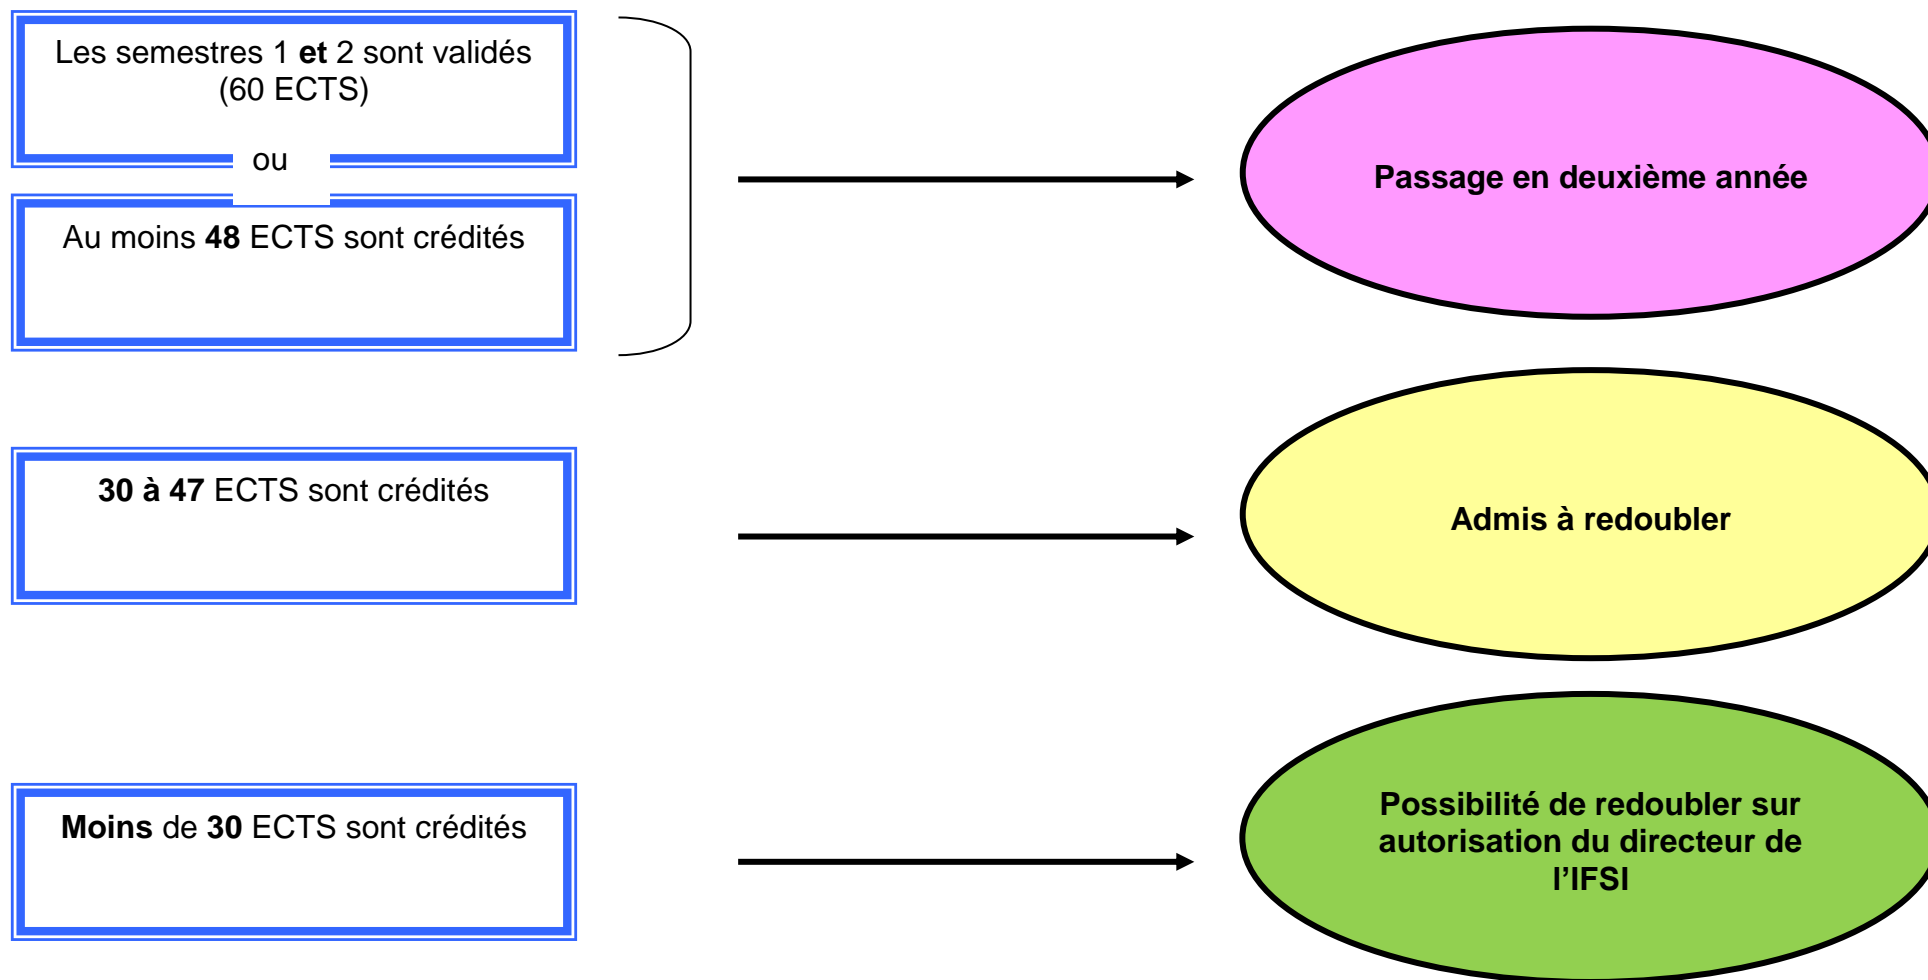 Les semestres 1 et 2 sont validés
(60 ECTS)
ou
Au moins 48 ECTS sont crédités
Passage en deuxième année
30 à 47 ECTS sont crédités
Admis à redoubler
Moins de 30 ECTS sont crédités
Possibilité de redoubler sur
autorisation du directeur de
l’IFSI